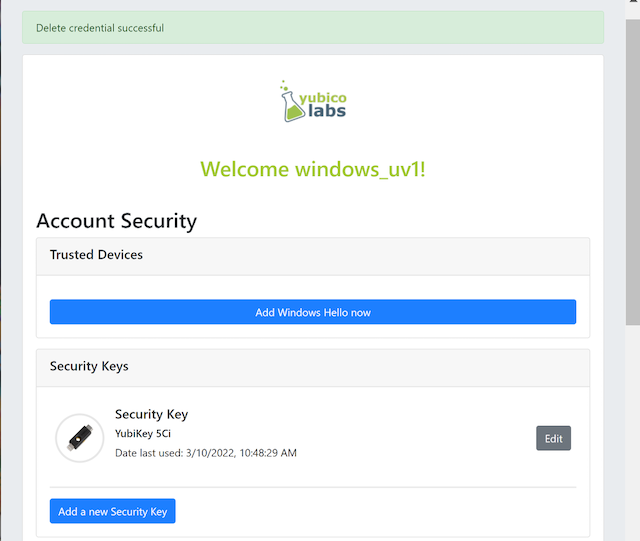 Delete credential successful
yubico
labs
Welcome windows_uv1!
Account Security
Trusted Devices
Add Windows Hello now
Security Keys
Security Key
YubiKey 5Ci
Edit
Date last used: 3/10/2022, 10:48:29 AM
Add a new Security Key